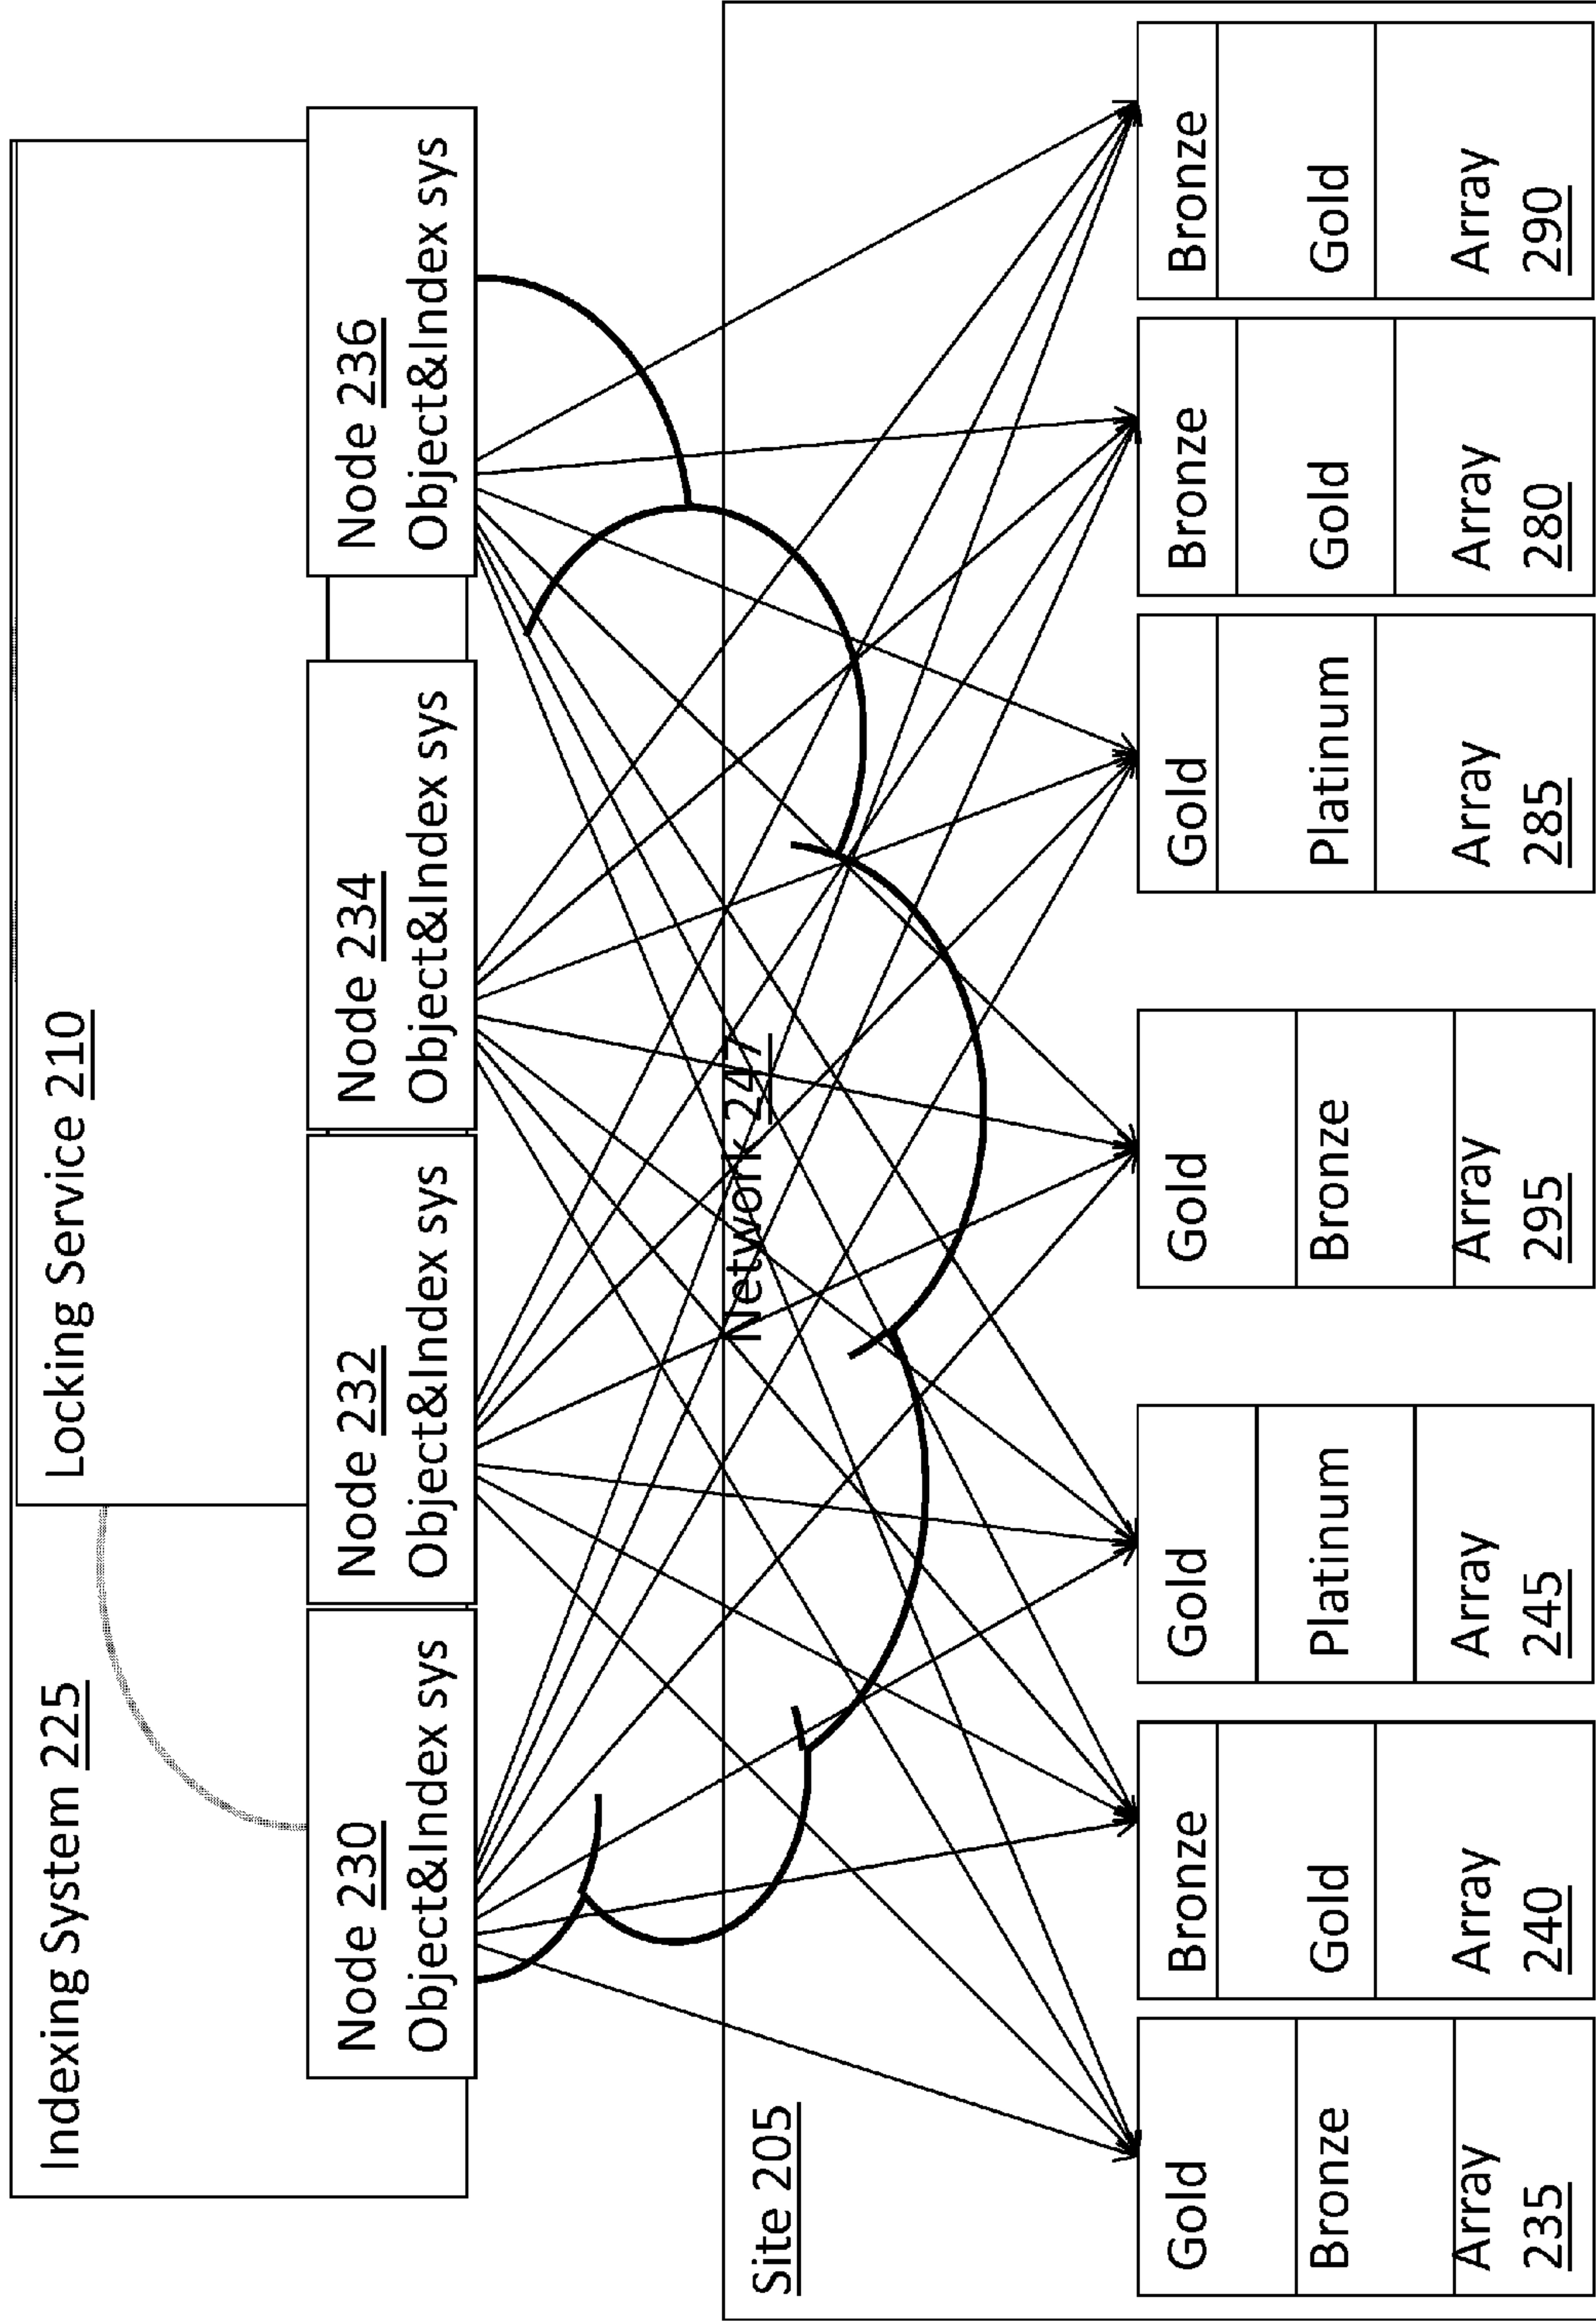 Indexing System 225
Locking Service 210
Node 230
Object&Index sys
Node 232
Object&Index sys
Node 234
Object&Index sys
Node 236
Object&Index sys
Network 247
Site 205
Gold
Bronze
Array
235
Bronze
Gold
Array
240
Gold
Platinum
Array
245
Gold
Bronze
Array
295
Gold
Platinum
Array
285
Bronze
Gold
Array
280
Bronze
Gold
Array
290